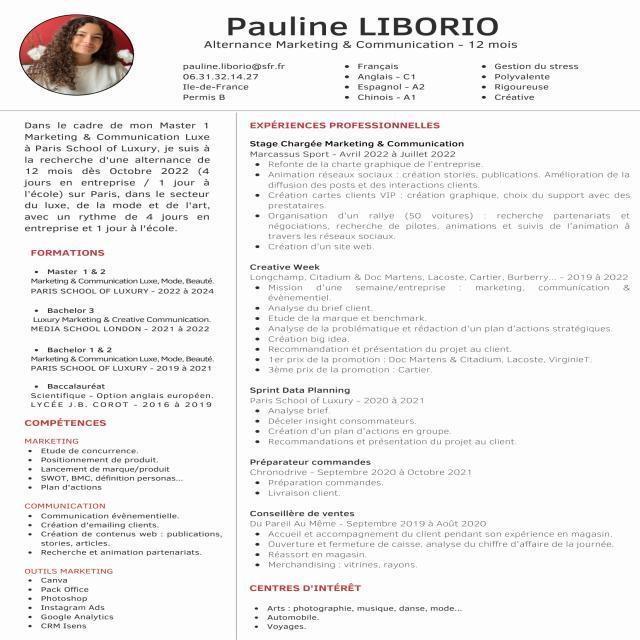 Pauline LIBORIO
Alternance Marketing & Communication - 12 mois
pauline.liborio@sfr.fr
06.31.32.14.27
Ile-de-France
Permis B
• Français
• Anglais - C1
• Espagnol - A2
• Chinois - A1
• Gestion du stress
• Polyvalente
• Rigoureuse
• Créative
Dans le cadre de mon Master 1
Marketing & Communication Luxe
à Paris School of Luxury, je suis à
la recherche d'une alternance de
12 mois dès Octobre 2022 (4
jours en entreprise / 1 jour à
l'école) sur Paris, dans le secteur
du luxe, de la mode et de l'art,
avec un rythme de 4 jours en
entreprise et 1 jour à l'école.
FORMATIONS
• Master 1 & 2
Marketing & Communication Luxe, Mode, Beauté.
PARIS SCHOOL OF LUXURY - 2022 à 2024
• Bachelor 3
Luxury Marketing & Creative Communication.
MEDIA SCHOOL LONDON - 2021 à 2022
• Bachelor 1 & 2
Marketing & Communication Luxe, Mode, Beauté.
PARIS SCHOOL OF LUXURY - 2019 à 2021
• Baccalauréat
Scientifique - Option anglais européen.
LYCÉE J.B. COROT - 2016 à 2019
COMPÉTENCES
MARKETING
• Etude de concurrence.
• Positionnement de produit.
• Lancement de marque/produit
• SWOT, BMC, définition personas...
• Plan d'actions
COMMUNICATION
• Communication évènementielle.
• Création d'emailing clients.
• Création de contenus web : publications,
stories, articles.
• Recherche et animation partenariats.
OUTILS MARKETING
• Canva
• Pack Office
• Photoshop
• Instagram Ads
• Google Analytics
• CRM Isens
EXPÉRIENCES PROFESSIONNELLES
Stage Chargée Marketing & Communication
Marcassus Sport - Avril 2022 à Juillet 2022
• Refonte de la charte graphique de l'entreprise.
• Animation réseaux sociaux : création stories, publications. Amélioration de la
diffusion des posts et des interactions clients.
• Création cartes clients VIP : création graphique, choix du support avec des
prestataires.
• Organisation d'un rallye (50 voitures) : recherche partenariats et
négociations, recherche de pilotes, animations et suivis de l'animation à
travers les réseaux sociaux.
• Création d'un site web.
Creative Week
Longchamp, Citadium & Doc Martens, Lacoste, Cartier, Burberry... - 2019 à 2022
• Mission d'une semaine/entreprise : marketing, communication &
évènementiel.
• Analyse du brief client.
• Etude de la marque et benchmark.
• Analyse de la problématique et rédaction d'un plan d'actions stratégiques.
• Création big idea.
• Recommandation et présentation du projet au client.
• 1er prix de la promotion : Doc Martens & Citadium, Lacoste, VirginieT.
• 3ème prix de la promotion : Cartier.
Sprint Data Planning
Paris School of Luxury - 2020 à 2021
• Analyse brief.
• Déceler insight consommateurs.
• Création d'un plan d'actions en groupe.
• Recommandations et présentation du projet au client.
Préparateur commandes
Chronodrive - Septembre 2020 à Octobre 2021
• Préparation commandes.
• Livraison client.
Conseillère de ventes
Du Pareil Au Même - Septembre 2019 à Août 2020
• Accueil et accompagnement du client pendant son expérience en magasin.
• Ouverture et fermeture de caisse, analyse du chiffre d'affaire de la journée.
• Réassort en magasin.
• Merchandising : vitrines, rayons.
CENTRES D'INTÉRÊT
• Arts : photographie, musique, danse, mode...
• Automobile.
• Voyages.